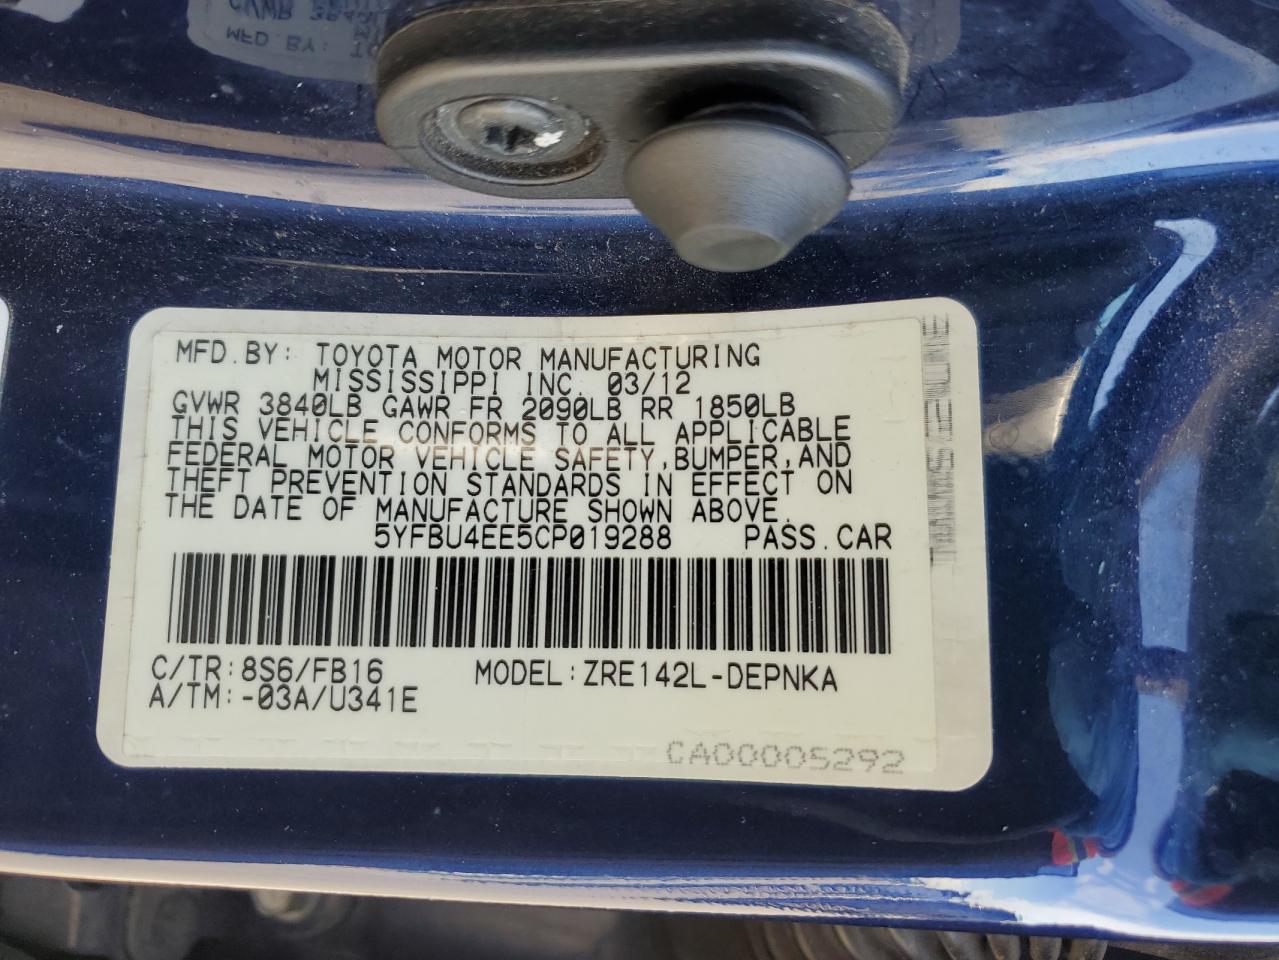 MFD.BY: TOYOTA MOTOR MANUFACTURING
MISSISSIPPI INC. 03/12
GVWR 3840LB GAWR FR 2090LB RR 1850LB
THIS VEHICLE CONFORMS TO ALL APPLICABLE
FEDERAL MOTOR VEHICLE SAFETY,BUMPER,AND
THEFT PREVENTION STANDARDS IN EFFECT ON
THE DATE OF MANUFACTURE SHOWN ABOVE.
5YFBU4EE5CP019288 PASS.CAR
C/TR:8S6/FB16 MODEL:ZRE142L-DEPNKA
A/TM:-03A/U341E
CA00005292